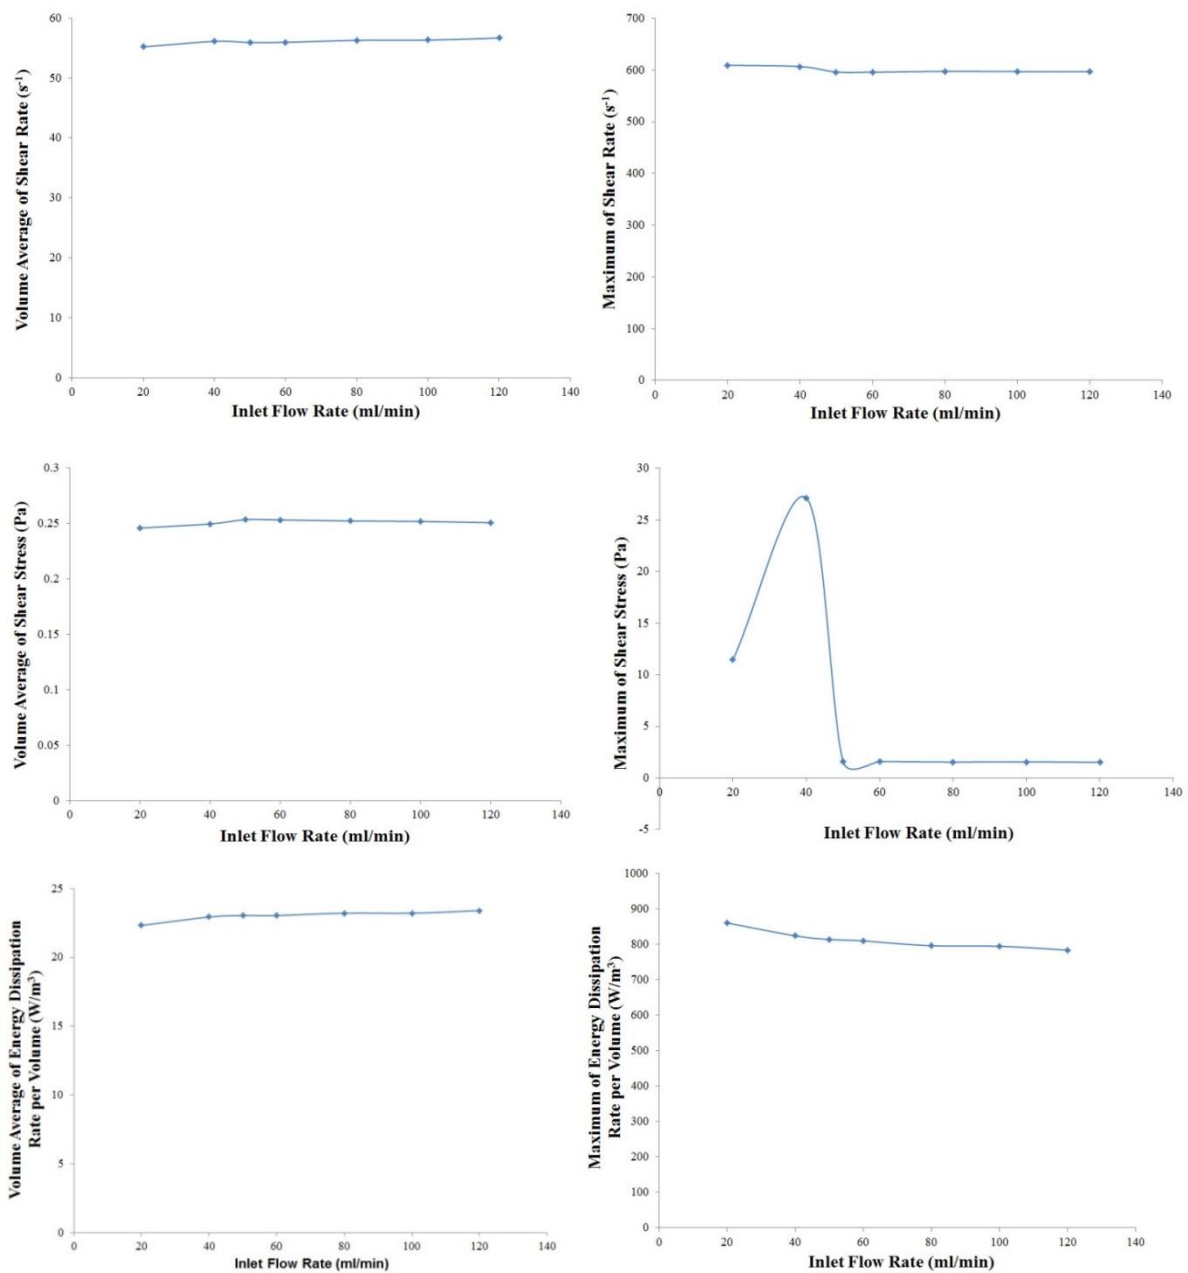 60
50
40
30
20
10
0
0 20 40 60 80 100 120 140
Volume Average of Shear Rate (s⁻¹)
Inlet Flow Rate (ml/min)
700
600
500
400
300
200
100
0
0 20 40 60 80 100 120 140
Maximum of Shear Rate (s⁻¹)
Inlet Flow Rate (ml/min)
0.3
0.25
0.2
0.15
0.1
0.05
0
0 20 40 60 80 100 120 140
Volume Average of Shear Stress (Pa)
Inlet Flow Rate (ml/min)
30
25
20
15
10
5
0
-5
0 20 40 60 80 100 120 140
Maximum of Shear Stress (Pa)
Inlet Flow Rate (ml/min)
25
20
15
10
5
0
0 20 40 60 80 100 120 140
Volume Average of Energy Dissipation
Rate per Volume (W/m³)
Inlet Flow Rate (ml/min)
1000
900
800
700
600
500
400
300
200
100
0
0 20 40 60 80 100 120 140
Maximum of Energy Dissipation
Rate per Volume (W/m³)
Inlet Flow Rate (ml/min)